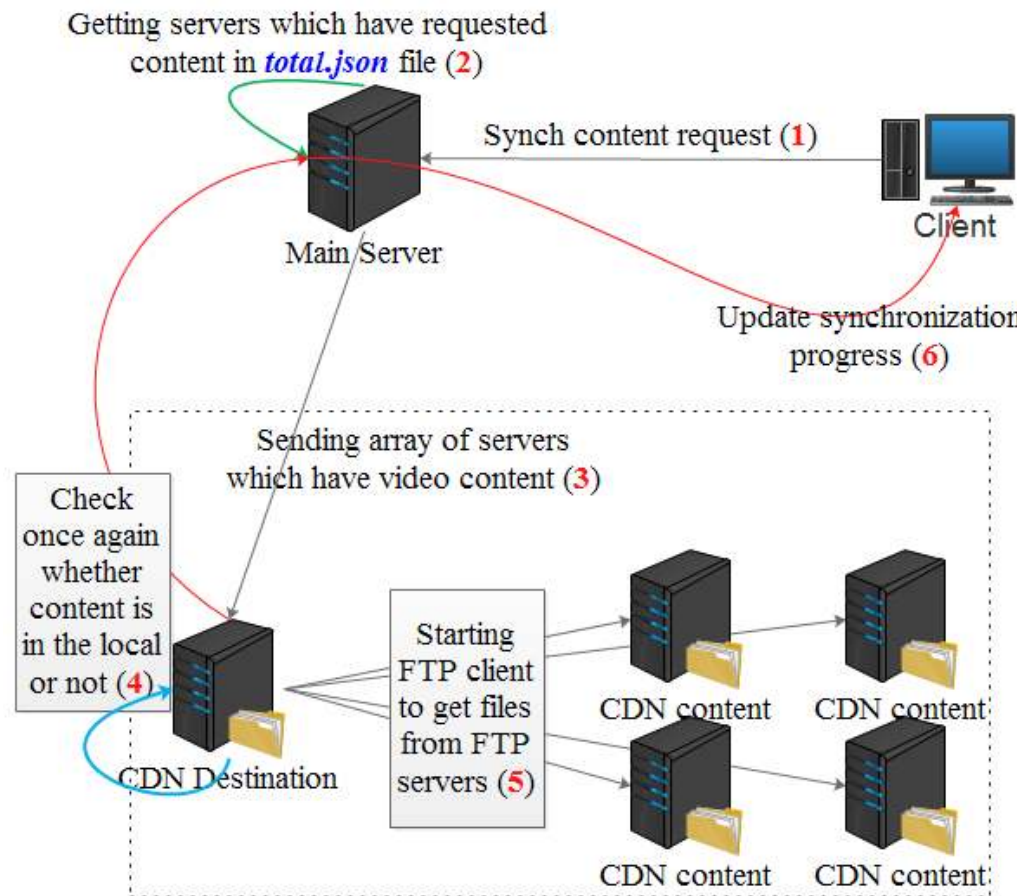 Getting servers which have requested
content in total.json file (2)
Synch content request (1)
Client
Main Server
Update synchronization
progress (6)
Sending array of servers
which have video content (3)
Check
once again
whether
content is
in the local
or not (4)
CDN Destination
Starting
FTP client
to get files
from FTP
servers (5)
CDN content
CDN content
CDN content
CDN content